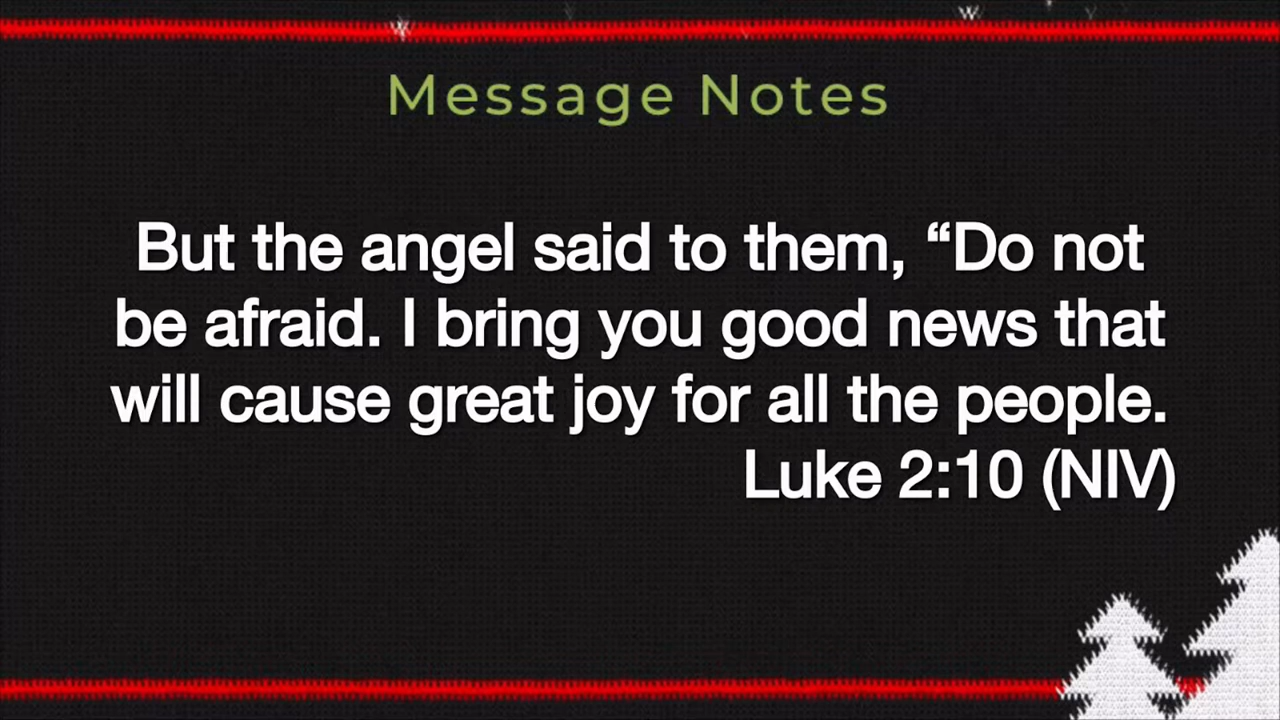 Message Notes
But the angel said to them, “Do not
be afraid. I bring you good news that
will cause great joy for all the people.
Luke 2:10 (NIV)